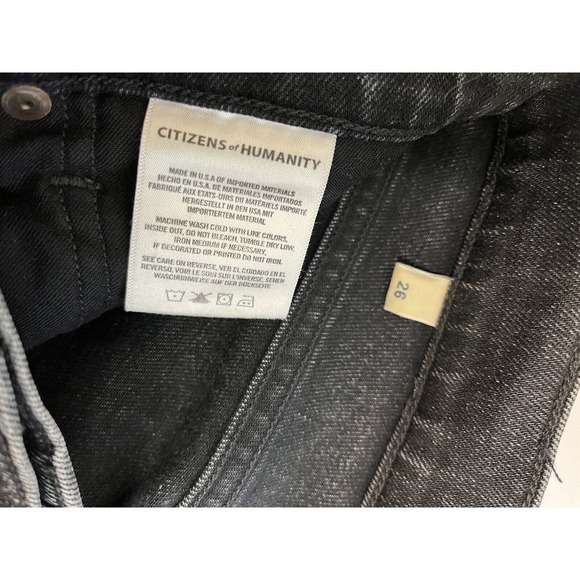 CITIZENS of HUMANITY
MADE IN U.S.A OF IMPORTED MATERIALS
HECHO EN U.S.A. DE MATERIALES IMPORTADOS
FABRIQUÉ AUX ETATS-UNIS DU MATÉRIELS IMPORTÉ
HERGESTELLT IN DEN USA MIT
IMPORTIERTEM MATERIAL
MACHINE WASH COLD WITH LIKE COLORS,
INSIDE OUT, DO NOT BLEACH, TUMBLE DRY LOW,
IRON MEDIUM IF NECESSARY,
IF DECORATED OR PRINTED DO NOT IRON.
SEE CARE ON REVERSE, VER EL CUIDADO EN EL
REVERSO, VOIR LE SOIN SUR L'INVERSE SEHEN
WASCHHINWEISE AUF DER RÜCKSEITE
26